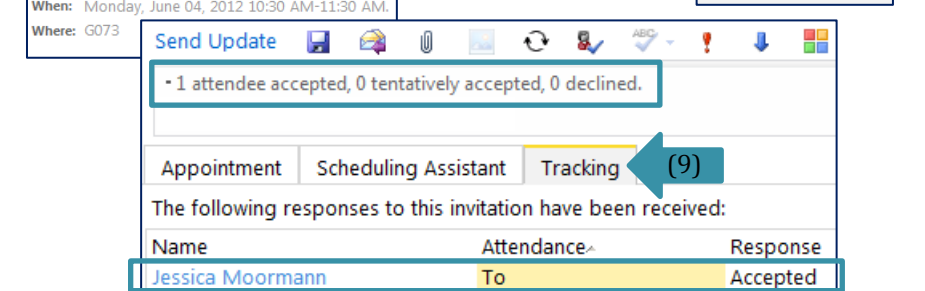 When: Monday, June 04, 2012 10:30 AM-11:30 AM.
Where: G073
Send Update
ABC
- 1 attendee accepted, 0 tentatively accepted, 0 declined.
Appointment Scheduling Assistant Tracking (9)
The following responses to this invitation have been received:
Name Attendance Response
Jessica Moormann To Accepted